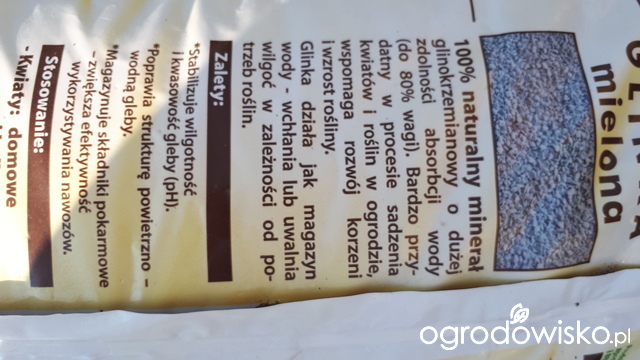 mielona
100% naturalny minerał
glinokrzemianowy o dużej
zdolności absorbcji wody
(do 80% wagi). Bardzo przy-
datny w procesie sadzenia
kwiatów i roślin w ogrodzie,
wspomaga rozwój korzeni
i wzrost rośliny.
Glinka działa jak magazyn
wody - wchłania lub uwalnia
wilgoć w zależności od po-
trzeb roślin.
Zalety:
*Stabilizuje wilgotność
i kwasowość gleby (pH).
*Poprawia strukturę powietrzno –
wodną gleby.
*Magazynuje składniki pokarmowe
– zwiększa efektywność
wykorzystywania nawozów.
Stosowanie:
- Kwiaty: domowe
ogrodowisko.pl